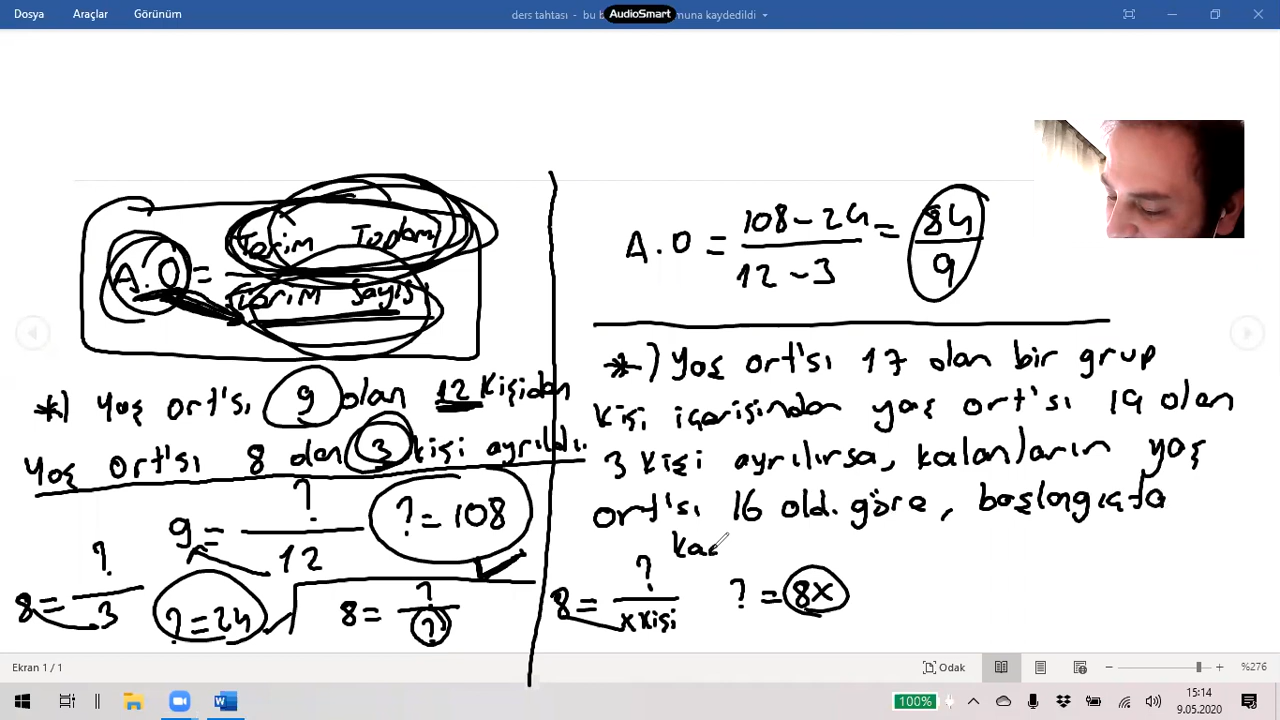 Dosya Araçlar Görünüm
ders tahtası - bu b
AudioSmart
muna kaydedildi
A.O = Terim Toplamı / Terim Sayısı
*) Yaş ort'sı 9 olan 12 kişiden
yaş ort'sı 8 olan 3 kişi ayrıldı.
9 = ? / 12
? = 108
8 = ? / 3
? = 24
8 = ? / ?
A.O = 108 - 24 / 12 - 3 = 84 / 9
*) Yaş ort'sı 17 olan bir grup
kişi içerisinden yaş ort'sı 19 olan
3 kişi ayrılırsa, kalanların yaş
ort'sı 16 old. göre, başlangıçta
kaç
8 = ? / x kişi
? = 8x
Ekran 1 / 1
Odak
%276
100%
15:14
9.05.2020